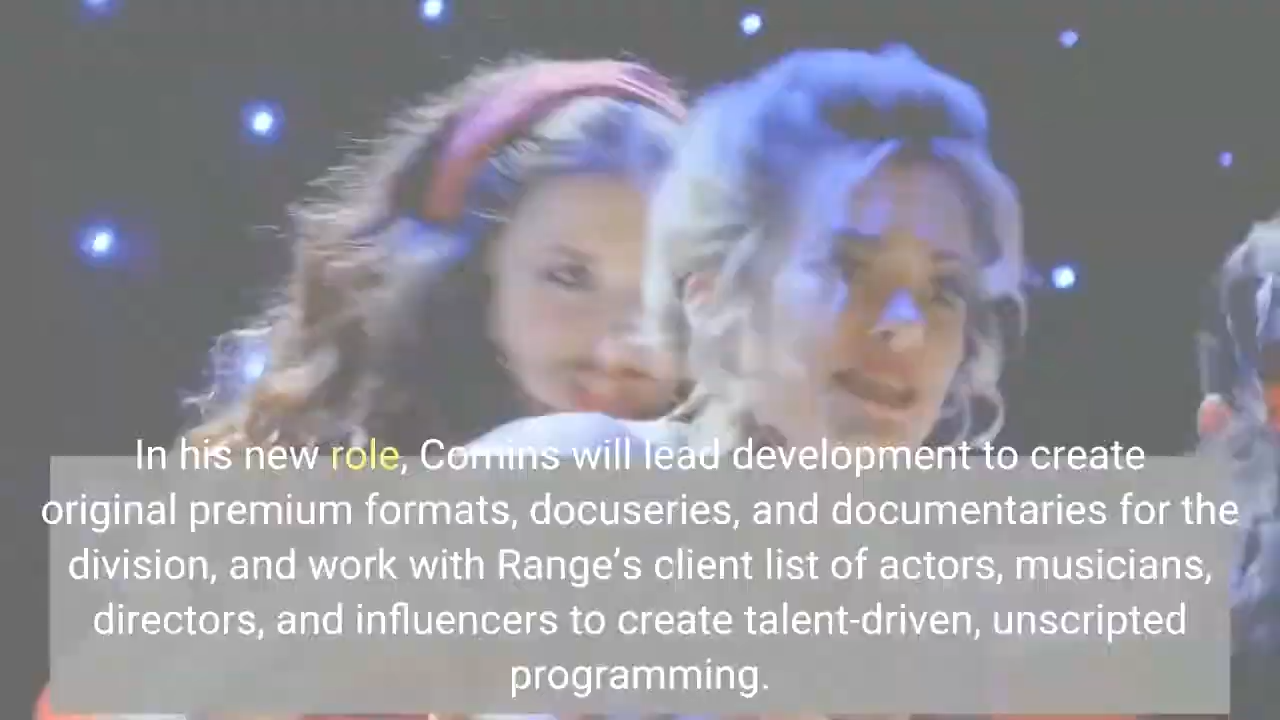 In his new role, Comins will lead development to create
original premium formats, docuseries, and documentaries for the
division, and work with Range’s client list of actors, musicians,
directors, and influencers to create talent-driven, unscripted
programming.